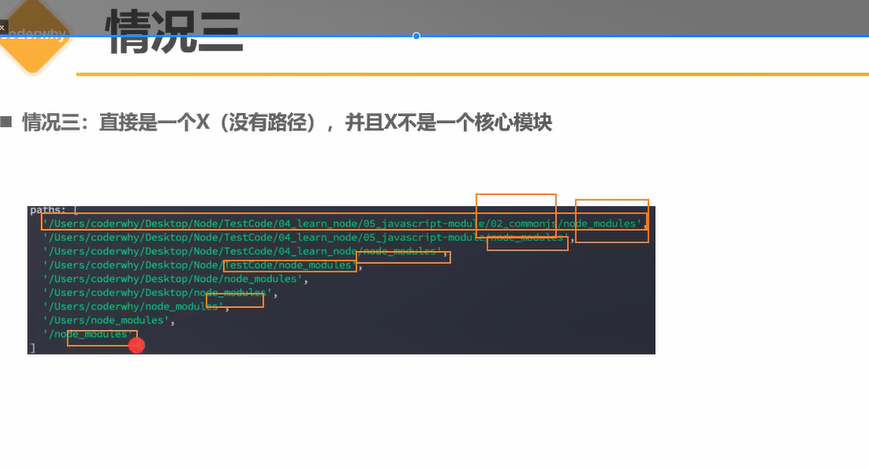 x
coderwhy
情况三
情况三：直接是一个X（没有路径），并且X不是一个核心模块
paths: [
'/Users/coderwhy/Desktop/Node/TestCode/04_learn_node/05_javascript-module/02_commonjs/node_modules',
'/Users/coderwhy/Desktop/Node/TestCode/04_learn_node/05_javascript-module/node_modules',
'/Users/coderwhy/Desktop/Node/TestCode/04_learn_node/node_modules',
'/Users/coderwhy/Desktop/Node/TestCode/node_modules',
'/Users/coderwhy/Desktop/Node/node_modules',
'/Users/coderwhy/Desktop/node_modules',
'/Users/coderwhy/node_modules',
'/Users/node_modules',
'/node_modules'
]